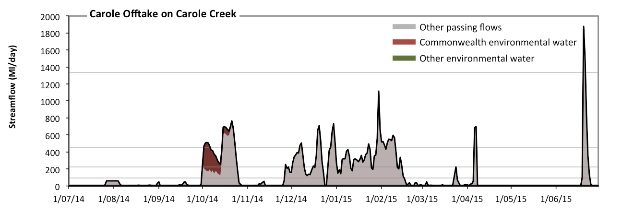 Carole Offtake on Carole Creek
Streamflow (Ml/day)
2000
1800
1600
1400
1200
1000
800
600
400
200
0
Other passing flows
Commonwealth environmental water
Other environmental water
1/07/14 1/08/14 1/09/14 1/10/14 1/11/14 1/12/14 1/01/15 1/02/15 1/03/15 1/04/15 1/05/15 1/06/15